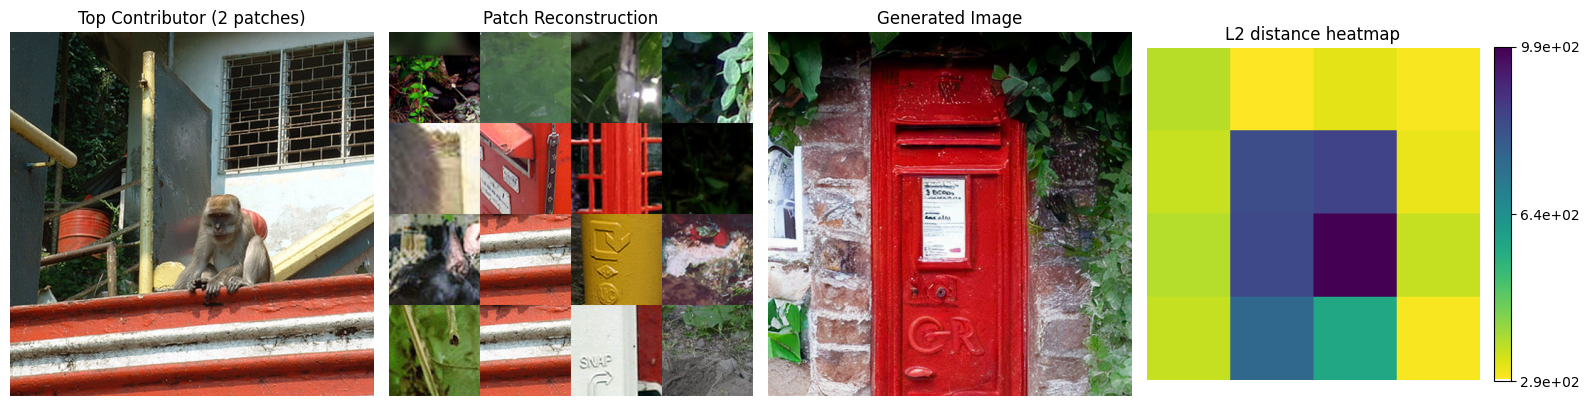 Top Contributor (2 patches)
Patch Reconstruction
Generated Image
L2 distance heatmap
9.9e+02
6.4e+02
2.9e+02
SNAP
GR